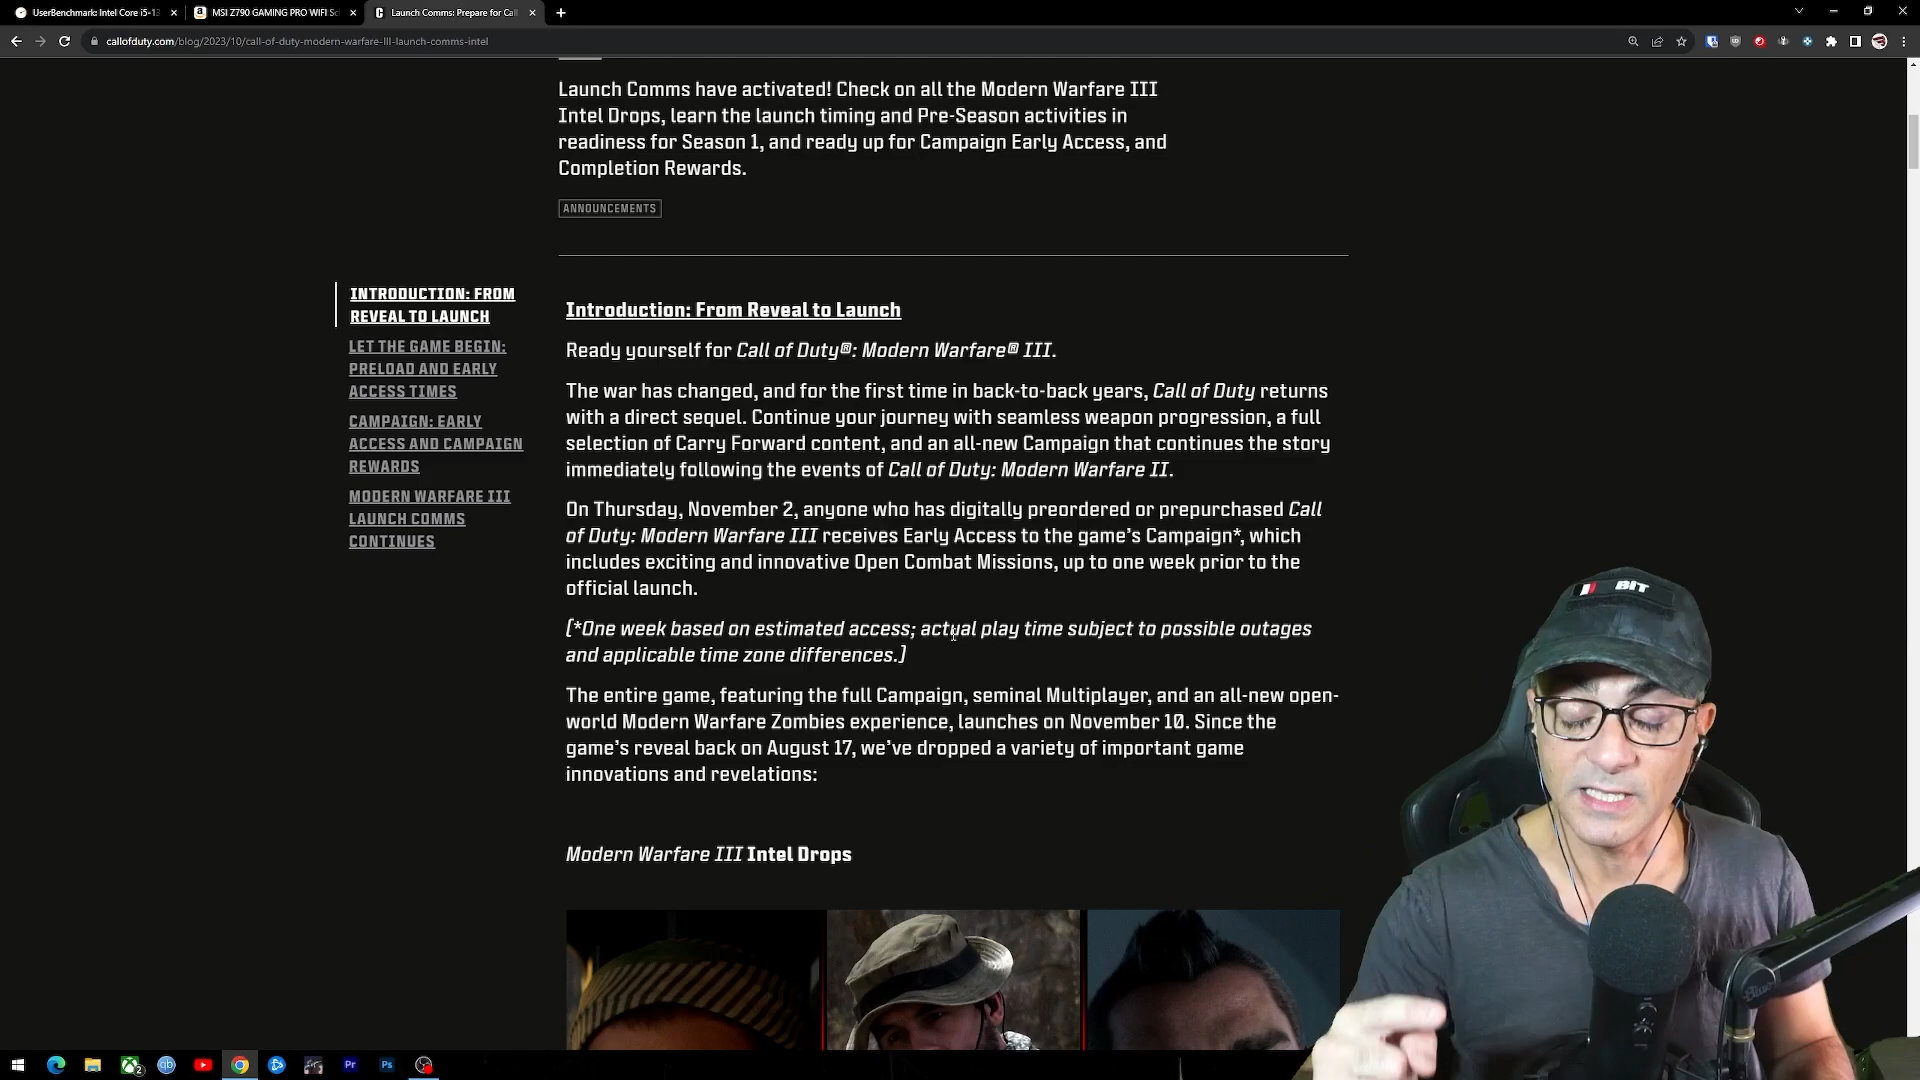 UserBenchmark: Intel Core i5-13
MSI Z790 GAMING PRO WIFI Sc
Launch Comms: Prepare for Cal
callofduty.com/blog/2023/10/call-of-duty-modern-warfare-III-launch-comms-intel
Launch Comms have activated! Check on all the Modern Warfare III
Intel Drops, learn the launch timing and Pre-Season activities in
readiness for Season 1, and ready up for Campaign Early Access, and
Completion Rewards.
ANNOUNCEMENTS
INTRODUCTION: FROM
REVEAL TO LAUNCH
LET THE GAME BEGIN:
PRELOAD AND EARLY
ACCESS TIMES
CAMPAIGN: EARLY
ACCESS AND CAMPAIGN
REWARDS
MODERN WARFARE III
LAUNCH COMMS
CONTINUES
Introduction: From Reveal to Launch
Ready yourself for Call of Duty®: Modern Warfare® III.
The war has changed, and for the first time in back-to-back years, Call of Duty returns
with a direct sequel. Continue your journey with seamless weapon progression, a full
selection of Carry Forward content, and an all-new Campaign that continues the story
immediately following the events of Call of Duty: Modern Warfare II.
On Thursday, November 2, anyone who has digitally preordered or prepurchased Call
of Duty: Modern Warfare III receives Early Access to the game's Campaign*, which
includes exciting and innovative Open Combat Missions, up to one week prior to the
official launch.
[*One week based on estimated access; actual play time subject to possible outages
and applicable time zone differences.]
The entire game, featuring the full Campaign, seminal Multiplayer, and an all-new open-
world Modern Warfare Zombies experience, launches on November 10. Since the
game's reveal back on August 17, we've dropped a variety of important game
innovations and revelations:
Modern Warfare III Intel Drops
BIT
2
qb
Pr
Ps